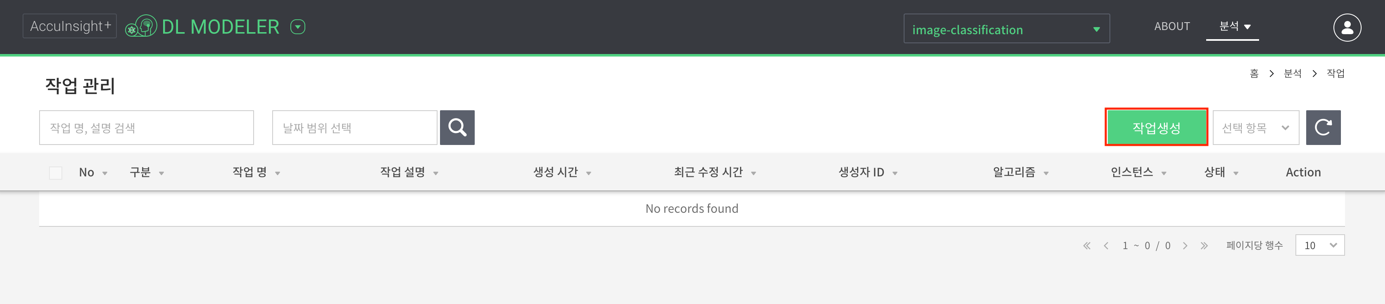 AccuInsight+ DL MODELER image-classification ABOUT 분석
홈 > 분석 > 작업
작업 관리
작업 명, 설명 검색 날짜 범위 선택 작업생성 선택 항목
No 구분 작업 명 작업 설명 생성 시간 최근 수정 시간 생성자 ID 알고리즘 인스턴스 상태 Action
No records found
1 ~ 0 / 0 페이지당 행수 10